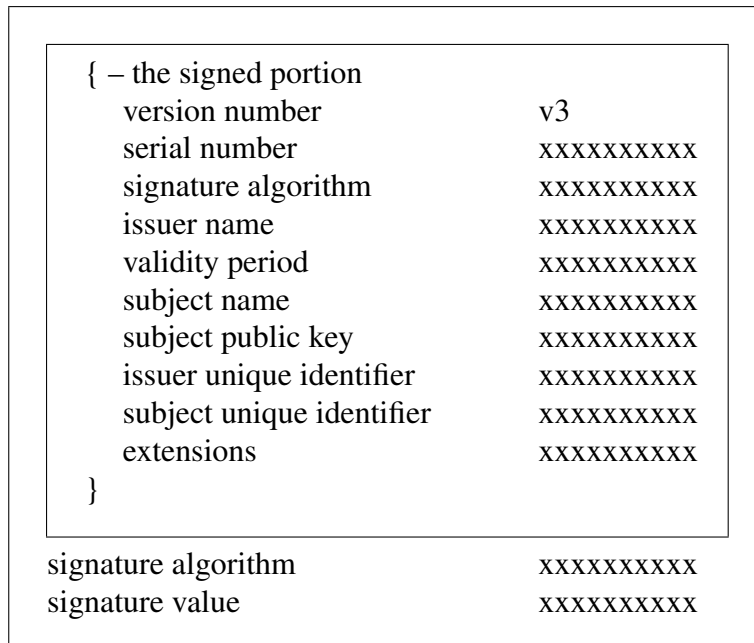 { – the signed portion
version number v3
serial number xxxxxxxxxx
signature algorithm xxxxxxxxxx
issuer name xxxxxxxxxx
validity period xxxxxxxxxx
subject name xxxxxxxxxx
subject public key xxxxxxxxxx
issuer unique identifier xxxxxxxxxx
subject unique identifier xxxxxxxxxx
extensions xxxxxxxxxx
}
signature algorithm xxxxxxxxxx
signature value xxxxxxxxxx